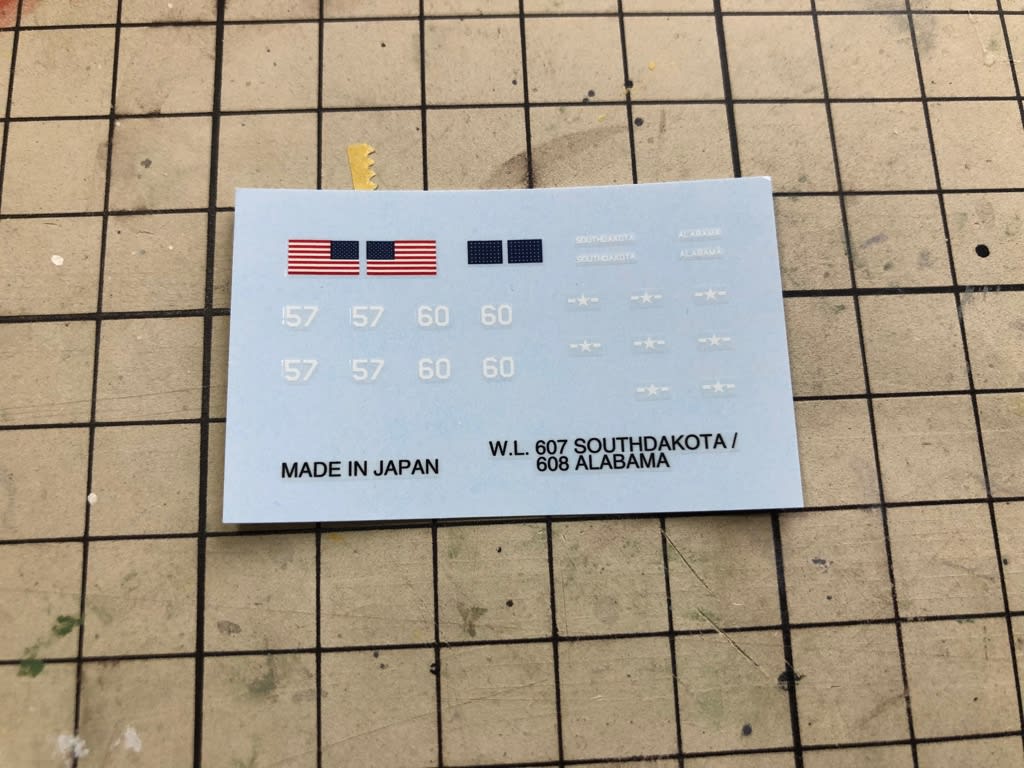 SOUTHDAKOTA ALABAMA
SOUTHDAKOTA ALABAMA
57 57 60 60
57 57 60 60
MADE IN JAPAN
W.L. 607 SOUTHDAKOTA /
608 ALABAMA